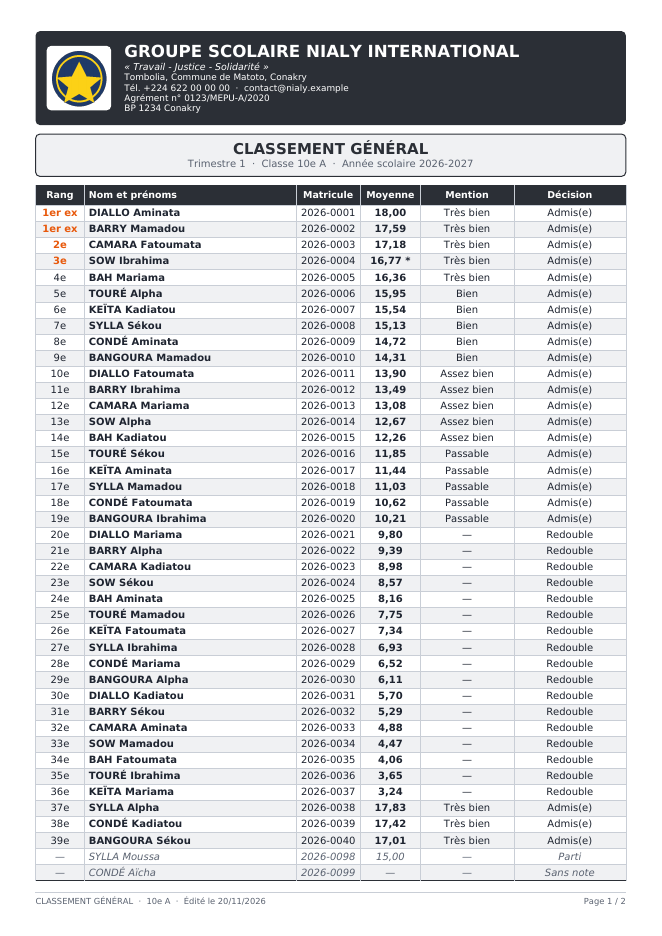 GROUPE SCOLAIRE NIALY INTERNATIONAL
« Travail - Justice - Solidarité »
Tombolia, Commune de Matoto, Conakry
Tél. +224 622 00 00 00 · contact@nialy.example
Agrément n° 0123/MEPU-A/2020
BP 1234 Conakry
CLASSEMENT GÉNÉRAL
Trimestre 1 · Classe 10e A · Année scolaire 2026-2027
Rang Nom et prénoms Matricule Moyenne Mention Décision
1er ex DIALLO Aminata 2026-0001 18,00 Très bien Admis(e)
1er ex BARRY Mamadou 2026-0002 17,59 Très bien Admis(e)
2e CAMARA Fatoumata 2026-0003 17,18 Très bien Admis(e)
3e SOW Ibrahima 2026-0004 16,77 * Très bien Admis(e)
4e BAH Mariama 2026-0005 16,36 Très bien Admis(e)
5e TOURÉ Alpha 2026-0006 15,95 Bien Admis(e)
6e KEÏTA Kadiatou 2026-0007 15,54 Bien Admis(e)
7e SYLLA Sékou 2026-0008 15,13 Bien Admis(e)
8e CONDÉ Aminata 2026-0009 14,72 Bien Admis(e)
9e BANGOURA Mamadou 2026-0010 14,31 Bien Admis(e)
10e DIALLO Fatoumata 2026-0011 13,90 Assez bien Admis(e)
11e BARRY Ibrahima 2026-0012 13,49 Assez bien Admis(e)
12e CAMARA Mariama 2026-0013 13,08 Assez bien Admis(e)
13e SOW Alpha 2026-0014 12,67 Assez bien Admis(e)
14e BAH Kadiatou 2026-0015 12,26 Assez bien Admis(e)
15e TOURÉ Sékou 2026-0016 11,85 Passable Admis(e)
16e KEÏTA Aminata 2026-0017 11,44 Passable Admis(e)
17e SYLLA Mamadou 2026-0018 11,03 Passable Admis(e)
18e CONDÉ Fatoumata 2026-0019 10,62 Passable Admis(e)
19e BANGOURA Ibrahima 2026-0020 10,21 Passable Admis(e)
20e DIALLO Mariama 2026-0021 9,80 — Redouble
21e BARRY Alpha 2026-0022 9,39 — Redouble
22e CAMARA Kadiatou 2026-0023 8,98 — Redouble
23e SOW Sékou 2026-0024 8,57 — Redouble
24e BAH Aminata 2026-0025 8,16 — Redouble
25e TOURÉ Mamadou 2026-0026 7,75 — Redouble
26e KEÏTA Fatoumata 2026-0027 7,34 — Redouble
27e SYLLA Ibrahima 2026-0028 6,93 — Redouble
28e CONDÉ Mariama 2026-0029 6,52 — Redouble
29e BANGOURA Alpha 2026-0030 6,11 — Redouble
30e DIALLO Kadiatou 2026-0031 5,70 — Redouble
31e BARRY Sékou 2026-0032 5,29 — Redouble
32e CAMARA Aminata 2026-0033 4,88 — Redouble
33e SOW Mamadou 2026-0034 4,47 — Redouble
34e BAH Fatoumata 2026-0035 4,06 — Redouble
35e TOURÉ Ibrahima 2026-0036 3,65 — Redouble
36e KEÏTA Mariama 2026-0037 3,24 — Redouble
37e SYLLA Alpha 2026-0038 17,83 Très bien Admis(e)
38e CONDÉ Kadiatou 2026-0039 17,42 Très bien Admis(e)
39e BANGOURA Sékou 2026-0040 17,01 Très bien Admis(e)
— SYLLA Moussa 2026-0098 15,00 — Parti
— CONDÉ Aïcha 2026-0099 — — Sans note
CLASSEMENT GÉNÉRAL · 10e A · Édité le 20/11/2026 Page 1 / 2